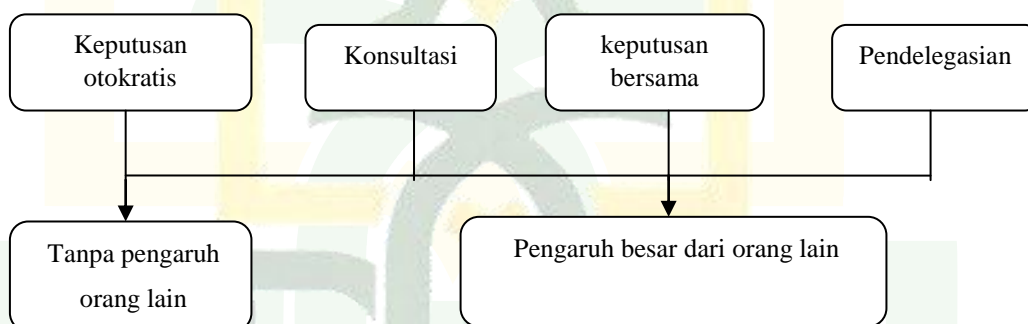 Keputusan
otokratis
Konsultasi
keputusan
bersama
Pendelegasian
Tanpa pengaruh
orang lain
Pengaruh besar dari orang lain